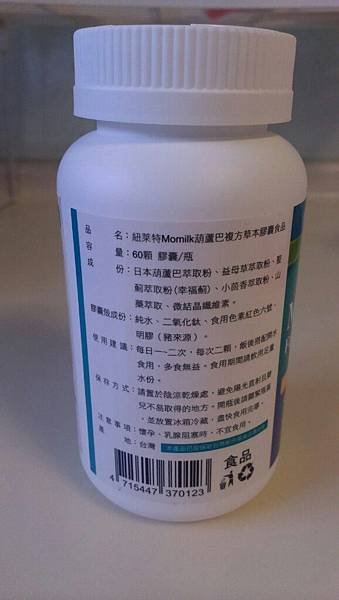 品　名：紐萊特Momilk葫蘆巴複方草本膠囊食品
容　量：60顆 膠囊/瓶
成　份：日本葫蘆巴萃取粉、益母草萃取粉、聖
薊萃取粉(幸福薊)、小茴香萃取粉、山
藥萃取、微結晶纖維素。
膠囊殼成份：純水、二氧化鈦、食用色素紅色六號、
明膠（豬來源）。
使用建議：每日一~二次，每次二顆，飯後搭配開水
食用，多食無益。食用期間請飲用足量
水份。
保存方式：請置於陰涼乾燥處，避免陽光直射且嬰
兒不易取得的地方。開瓶後請鎖緊瓶蓋
，並放置冰箱冷藏，盡快食用完畢。
注意事項：懷孕、乳腺阻塞時，不宜食用。
產　地：台灣
食品
4 715447 370123
M